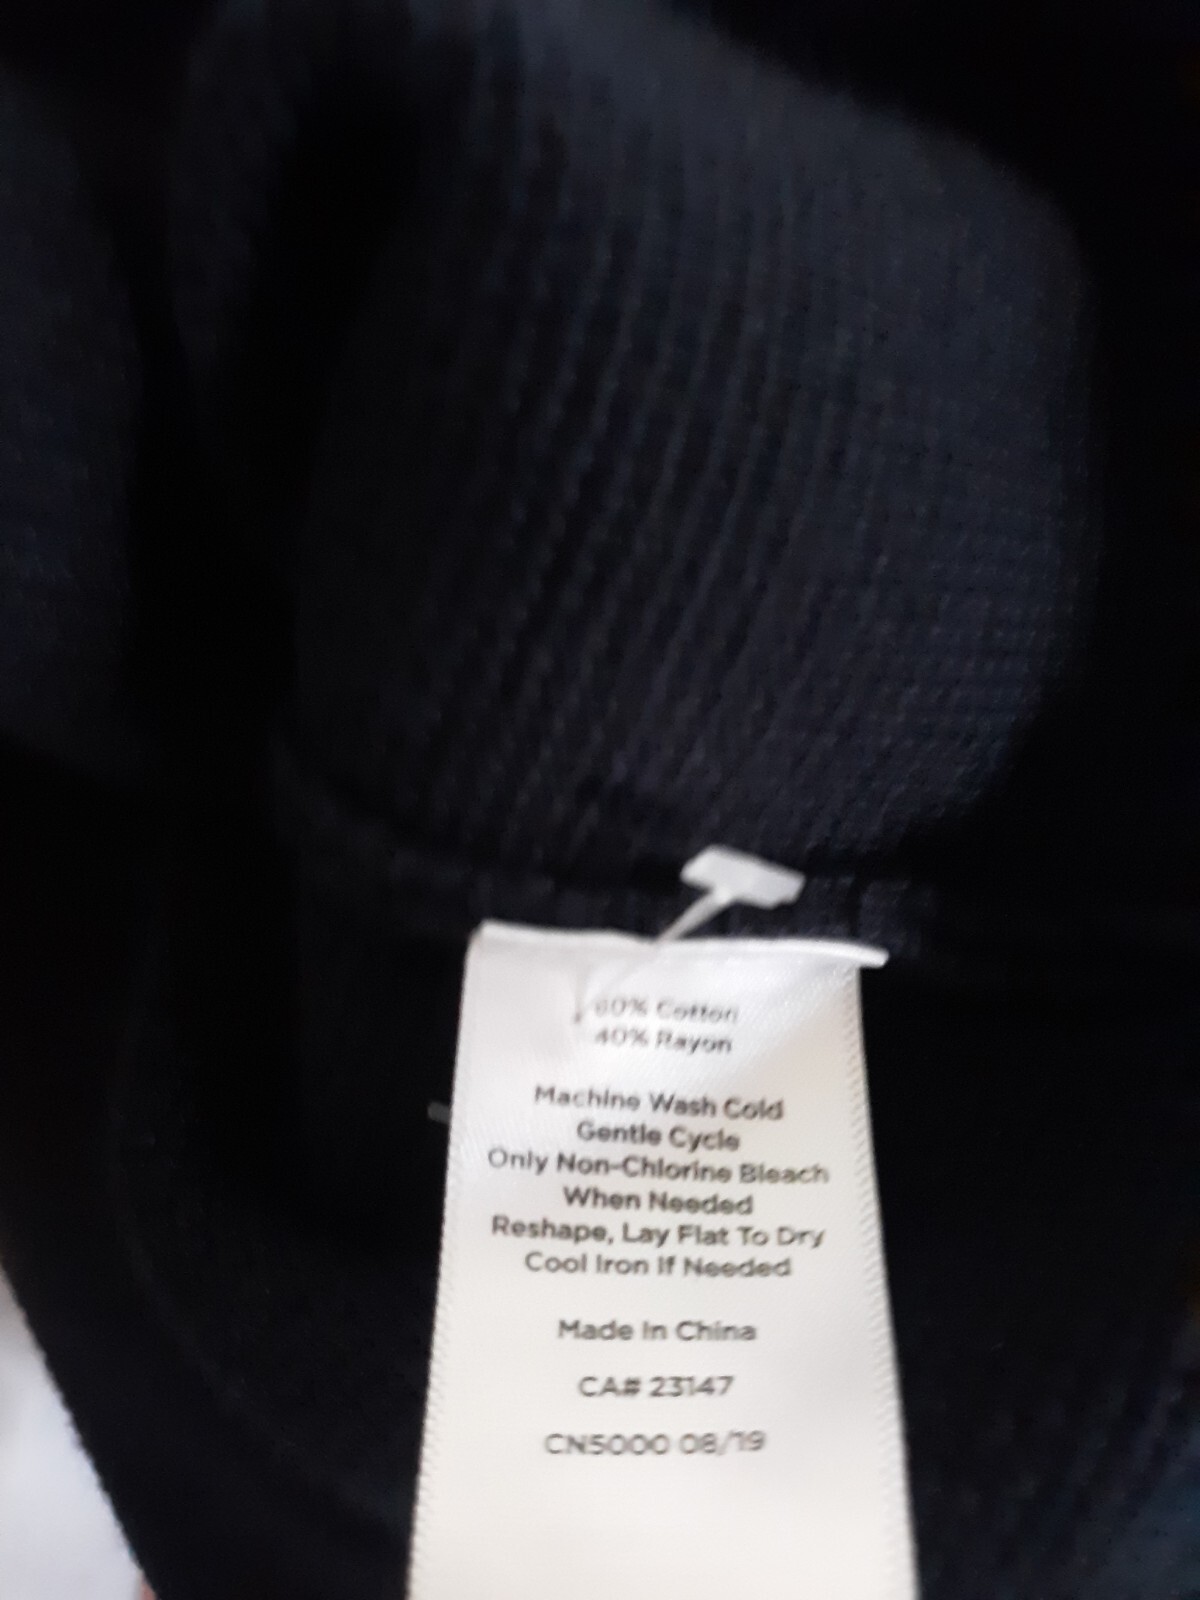 60% Cotton
40% Rayon
Machine Wash Cold
Gentle Cycle
Only Non-Chlorine Bleach
When Needed
Reshape, Lay Flat To Dry
Cool Iron If Needed
Made In China
CA# 23147
CN5000 08/19